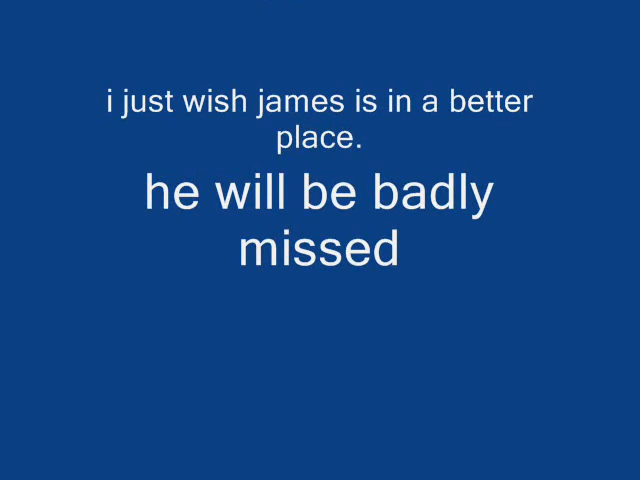 i just wish james is in a better
place.
he will be badly
missed